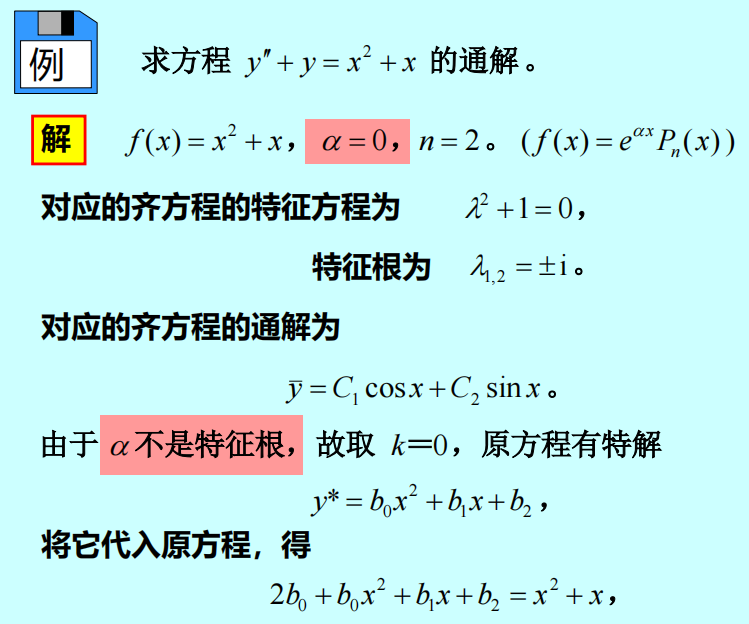 例 求方程 y″ + y = x² + x 的通解。
解 f(x) = x² + x, α = 0, n = 2。 (f(x) = e^{αx} Pₙ(x))
对应的齐方程的特征方程为 λ² + 1 = 0,
特征根为 λ₁,₂ = ±i 。
对应的齐方程的通解为
ȳ = C₁ cos x + C₂ sin x 。
由于 α 不是特征根, 故取 k=0, 原方程有特解
y* = b₀x² + b₁x + b₂ ,
将它代入原方程, 得
2b₀ + b₀x² + b₁x + b₂ = x² + x ,